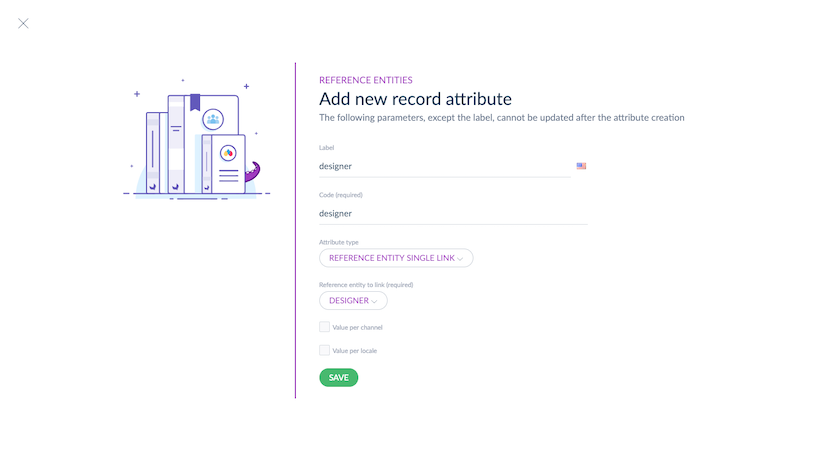 REFERENCE ENTITIES
Add new record attribute
The following parameters, except the label, cannot be updated after the attribute creation
Label
designer
Code (required)
designer
Attribute type
REFERENCE ENTITY SINGLE LINK
Reference entity to link (required)
DESIGNER
Value per channel
Value per locale
SAVE